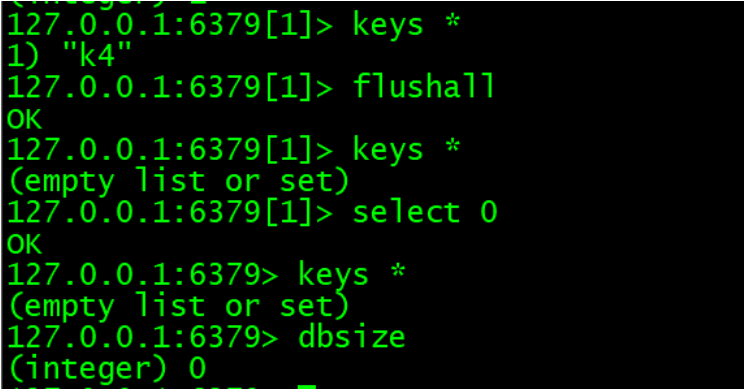 127.0.0.1:6379[1]> keys *
1) "k4"
127.0.0.1:6379[1]> flushall
OK
127.0.0.1:6379[1]> keys *
(empty list or set)
127.0.0.1:6379[1]> select 0
OK
127.0.0.1:6379> keys *
(empty list or set)
127.0.0.1:6379> dbsize
(integer) 0